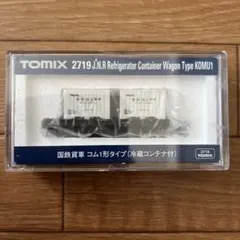 TOMIX 2719 J.N.R Refrigerator Container Wagon Type KOMU1
国鉄貨車 コム1形タイプ(冷蔵コンテナ付)
2719